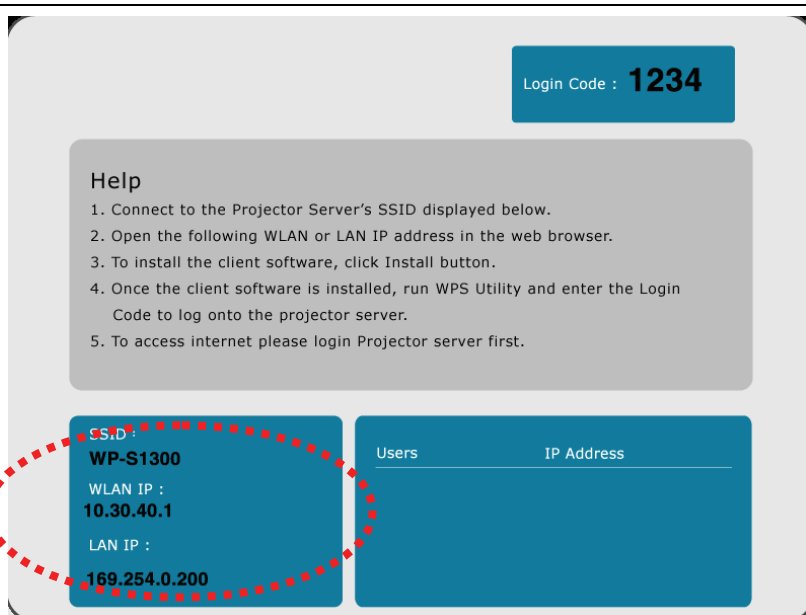 Login Code : 1234
Help
1. Connect to the Projector Server's SSID displayed below.
2. Open the following WLAN or LAN IP address in the web browser.
3. To install the client software, click Install button.
4. Once the client software is installed, run WPS Utility and enter the Login
Code to log onto the projector server.
5. To access internet please login Projector server first.
SSID :
WP-S1300
WLAN IP :
10.30.40.1
LAN IP :
169.254.0.200
Users IP Address